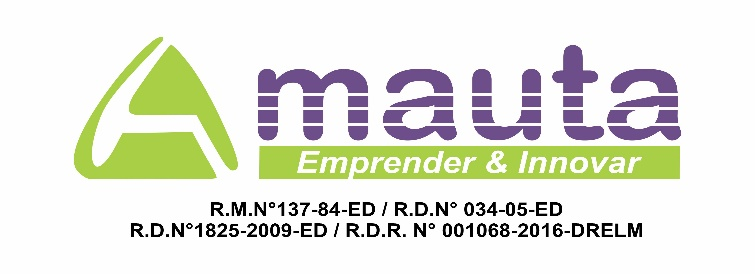 Amauta
Emprender & Innovar
R.M.N°137-84-ED / R.D.N° 034-05-ED
R.D.N°1825-2009-ED / R.D.R. N° 001068-2016-DRELM